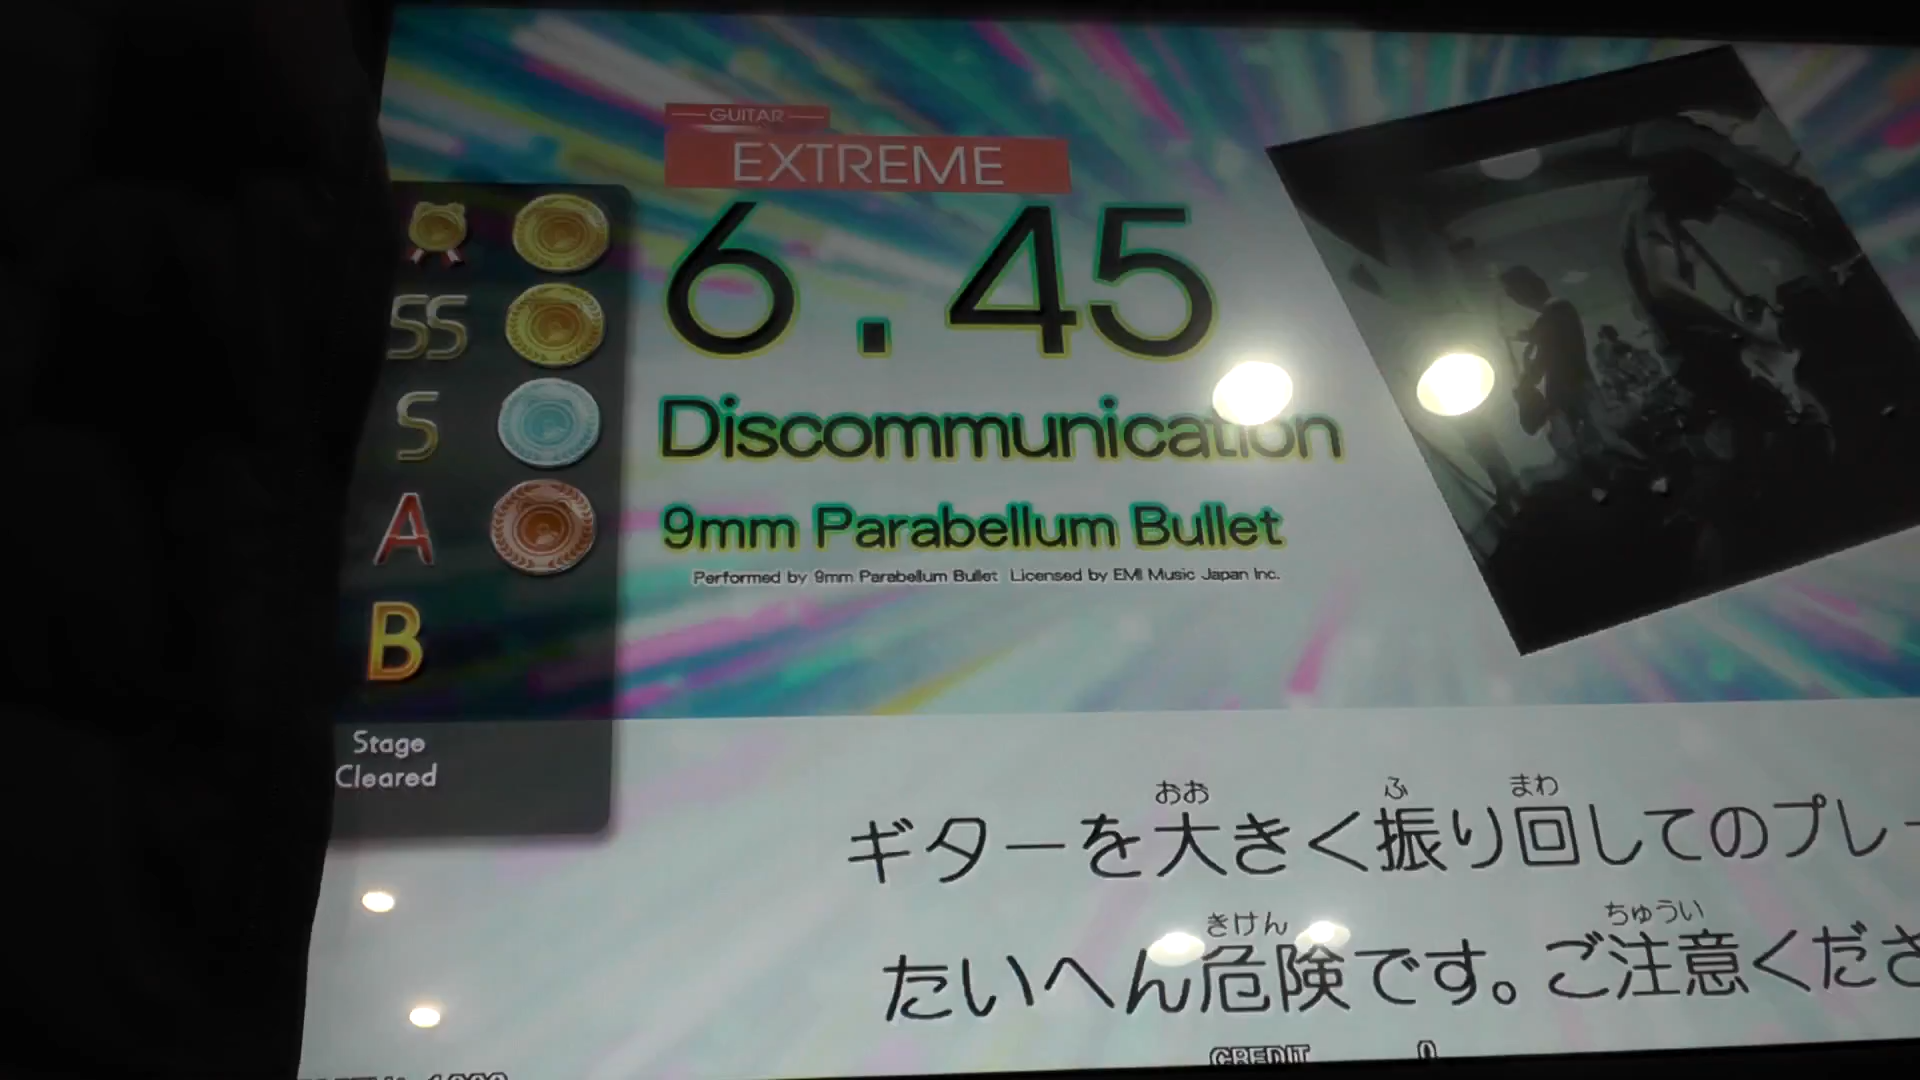 GUITAR
EXTREME
6.45
Discommunication
9mm Parabellum Bullet
Performed by 9mm Parabellum Bullet Licensed by EMI Music Japan Inc.
SS
S
A
B
Stage
Cleared
おお ふ まわ
ギターを大きく振り回してのプレー
きけん ちゅうい
たいへん危険です。ご注意くださ
CREDIT 0